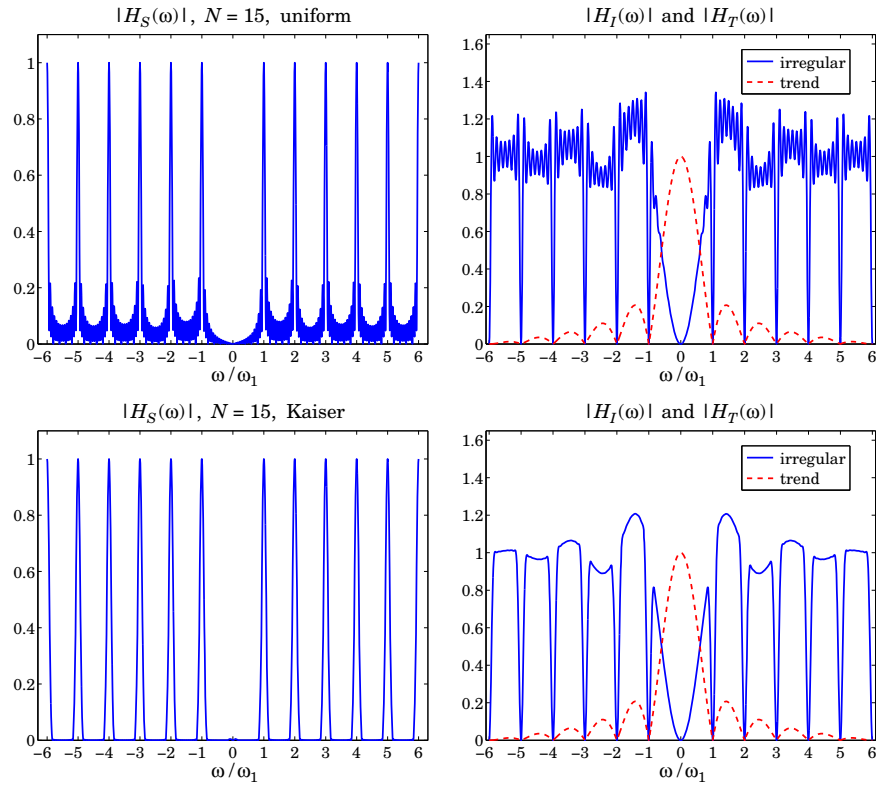 |H_S(ω)|, N = 15, uniform
1
0.8
0.6
0.4
0.2
0
−6 −5 −4 −3 −2 −1 0 1 2 3 4 5 6
ω/ω_1
|H_I(ω)| and |H_T(ω)|
irregular
trend
1.6
1.4
1.2
1
0.8
0.6
0.4
0.2
0
−6 −5 −4 −3 −2 −1 0 1 2 3 4 5 6
ω/ω_1
|H_S(ω)|, N = 15, Kaiser
1
0.8
0.6
0.4
0.2
0
−6 −5 −4 −3 −2 −1 0 1 2 3 4 5 6
ω/ω_1
|H_I(ω)| and |H_T(ω)|
irregular
trend
1.6
1.4
1.2
1
0.8
0.6
0.4
0.2
0
−6 −5 −4 −3 −2 −1 0 1 2 3 4 5 6
ω/ω_1